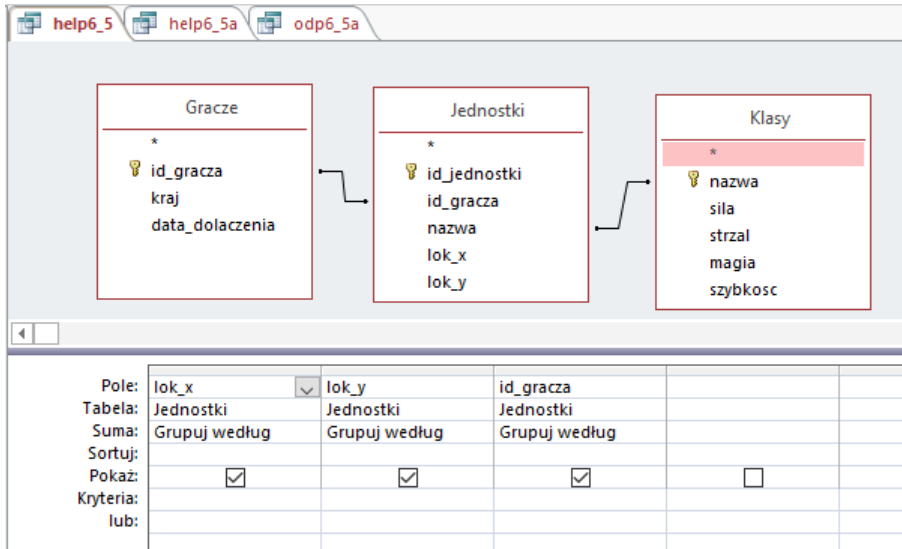 help6_5 help6_5a odp6_5a
Gracze
*
id_gracza
kraj
data_dolaczenia
Jednostki
*
id_jednostki
id_gracza
nazwa
lok_x
lok_y
Klasy
*
nazwa
sila
strzal
magia
szybkosc
Pole: lok_x lok_y id_gracza
Tabela: Jednostki Jednostki Jednostki
Suma: Grupuj według Grupuj według Grupuj według
Sortuj:
Pokaż:
Kryteria:
lub: